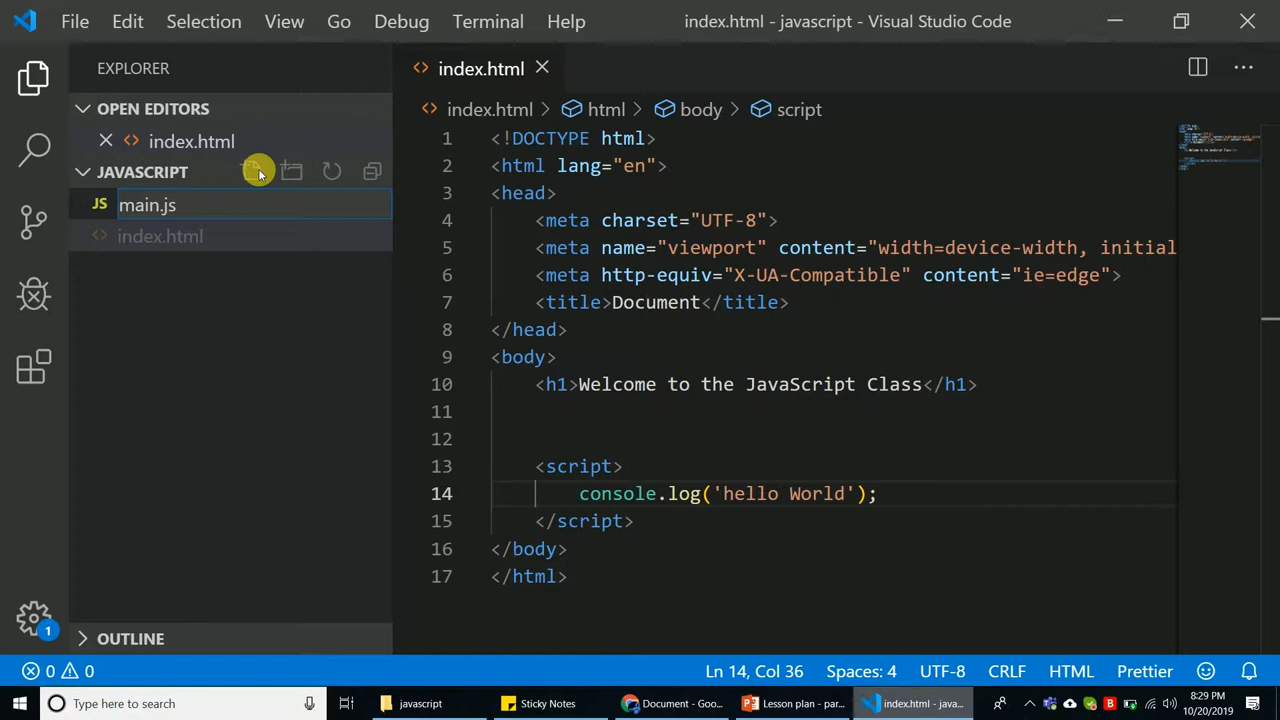 File Edit Selection View Go Debug Terminal Help index.html - javascript - Visual Studio Code
EXPLORER
OPEN EDITORS
index.html
JAVASCRIPT
JS main.js
index.html
OUTLINE
index.html
index.html > html > body > script
1 <!DOCTYPE html>
2 <html lang="en">
3 <head>
4 <meta charset="UTF-8">
5 <meta name="viewport" content="width=device-width, initial
6 <meta http-equiv="X-UA-Compatible" content="ie=edge">
7 <title>Document</title>
8 </head>
9 <body>
10 <h1>Welcome to the JavaScript Class</h1>
11
12
13 <script>
14 console.log('hello World');
15 </script>
16 </body>
17 </html>
1
0 0 Ln 14, Col 36 Spaces: 4 UTF-8 CRLF HTML Prettier
Type here to search javascript Sticky Notes Document - Goo... Lesson plan - par... index.html - java... 8:29 PM
10/20/2019